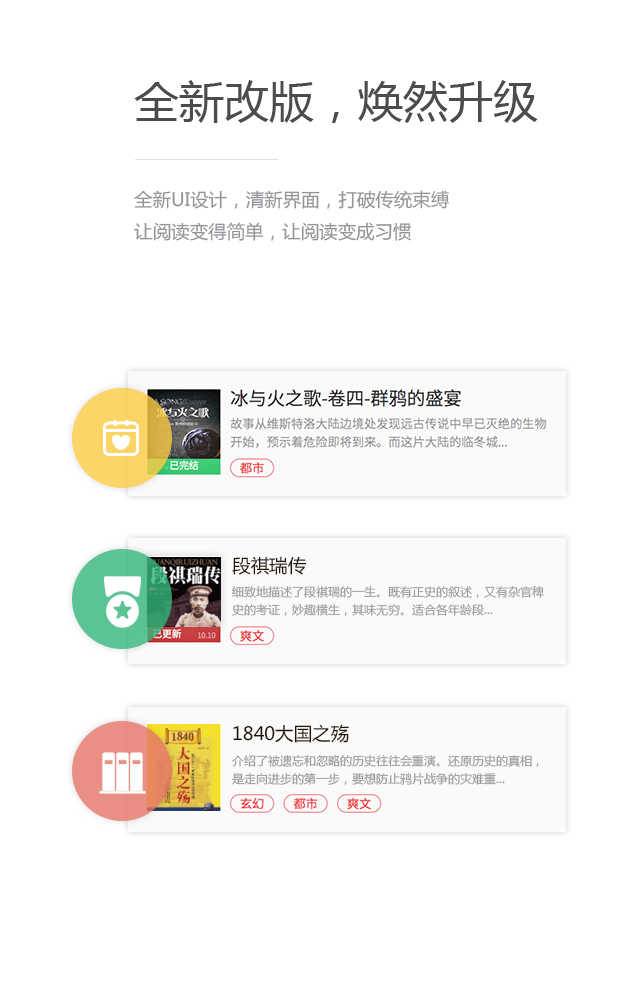 全新改版，焕然升级
全新UI设计，清新界面，打破传统束缚
让阅读变得简单，让阅读变成习惯
A SONG
冰与火之歌
已完结
冰与火之歌-卷四-群鸦的盛宴
故事从维斯特洛大陆边境处发现远古传说中早已灭绝的生物
开始，预示着危险即将到来。而这片大陆的临冬城...
都市
DUANQIRUIZHUAN
段祺瑞传
已更新
10.10
段祺瑞传
细致地描述了段祺瑞的一生。既有正史的叙述，又有杂官稗
史的考证，妙趣横生，其味无穷。适合各年龄段...
爽文
1840
大国之殇
1840大国之殇
介绍了被遗忘和忽略的历史往往会重演。还原历史的真相，
是走向进步的第一步，要想防止鸦片战争的灾难重...
玄幻
都市
爽文